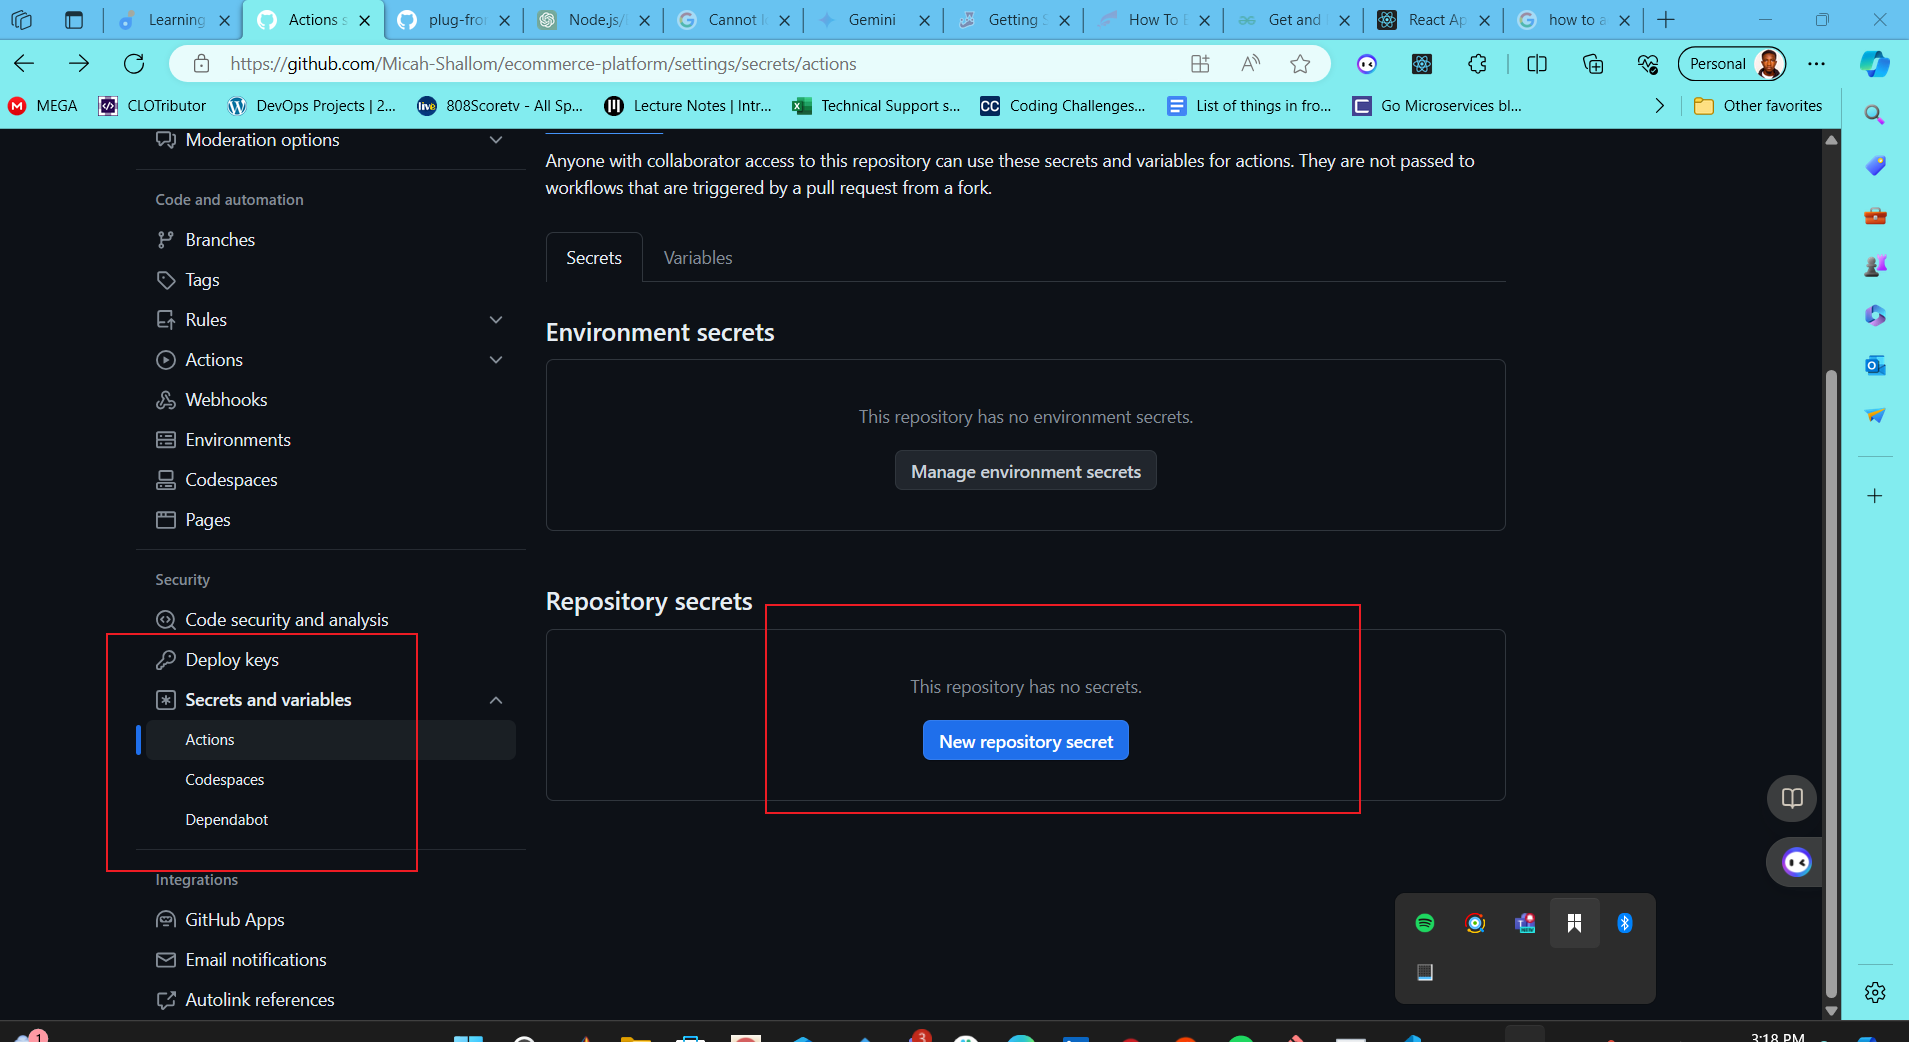 Learning
Actions s
plug-fror
Node.js/
Cannot l
Gemini
Getting S
How To E
Get and
React Ap
how to a
https://github.com/Micah-Shallom/ecommerce-platform/settings/secrets/actions
Personal
MEGA
CLOTributor
DevOps Projects | 2...
808Scoretv - All Sp...
Lecture Notes | Intr...
Technical Support s...
Coding Challenges...
List of things in fro...
Go Microservices bl...
Other favorites
Moderation options
Code and automation
Branches
Tags
Rules
Actions
Webhooks
Environments
Codespaces
Pages
Security
Code security and analysis
Deploy keys
Secrets and variables
Actions
Codespaces
Dependabot
Integrations
GitHub Apps
Email notifications
Autolink references
Anyone with collaborator access to this repository can use these secrets and variables for actions. They are not passed to
workflows that are triggered by a pull request from a fork.
Secrets
Variables
Environment secrets
This repository has no environment secrets.
Manage environment secrets
Repository secrets
This repository has no secrets.
New repository secret
1
3
3:18 PM